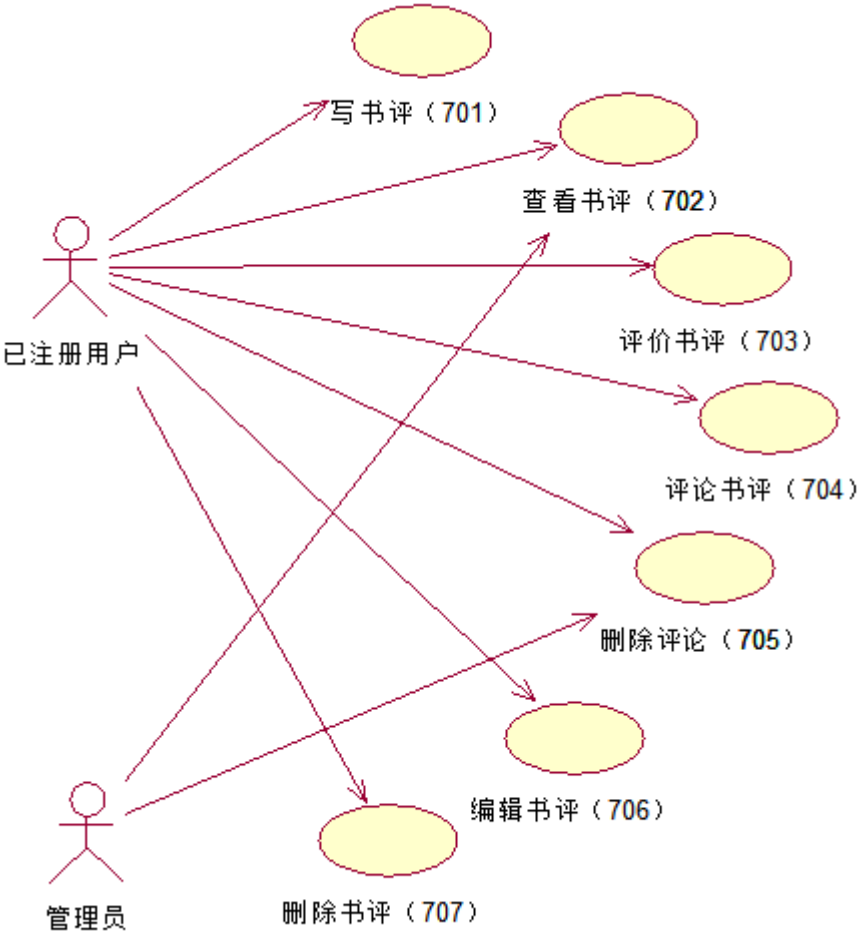 写书评（701）
查看书评（702）
评价书评（703）
已注册用户
评论书评（704）
删除评论（705）
编辑书评（706）
管理员
删除书评（707）